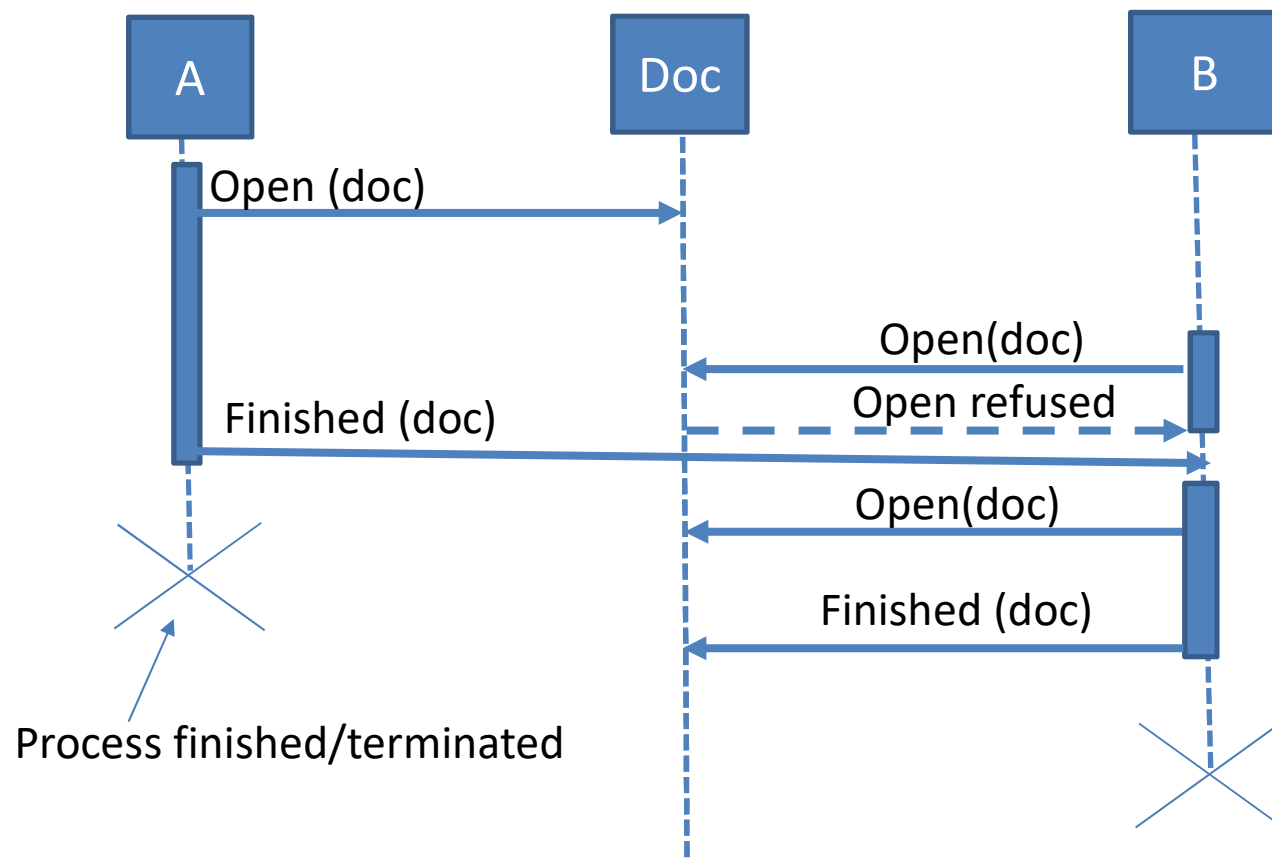 A
Doc
B
Open (doc)
Open(doc)
Open refused
Finished (doc)
Open(doc)
Finished (doc)
Process finished/terminated